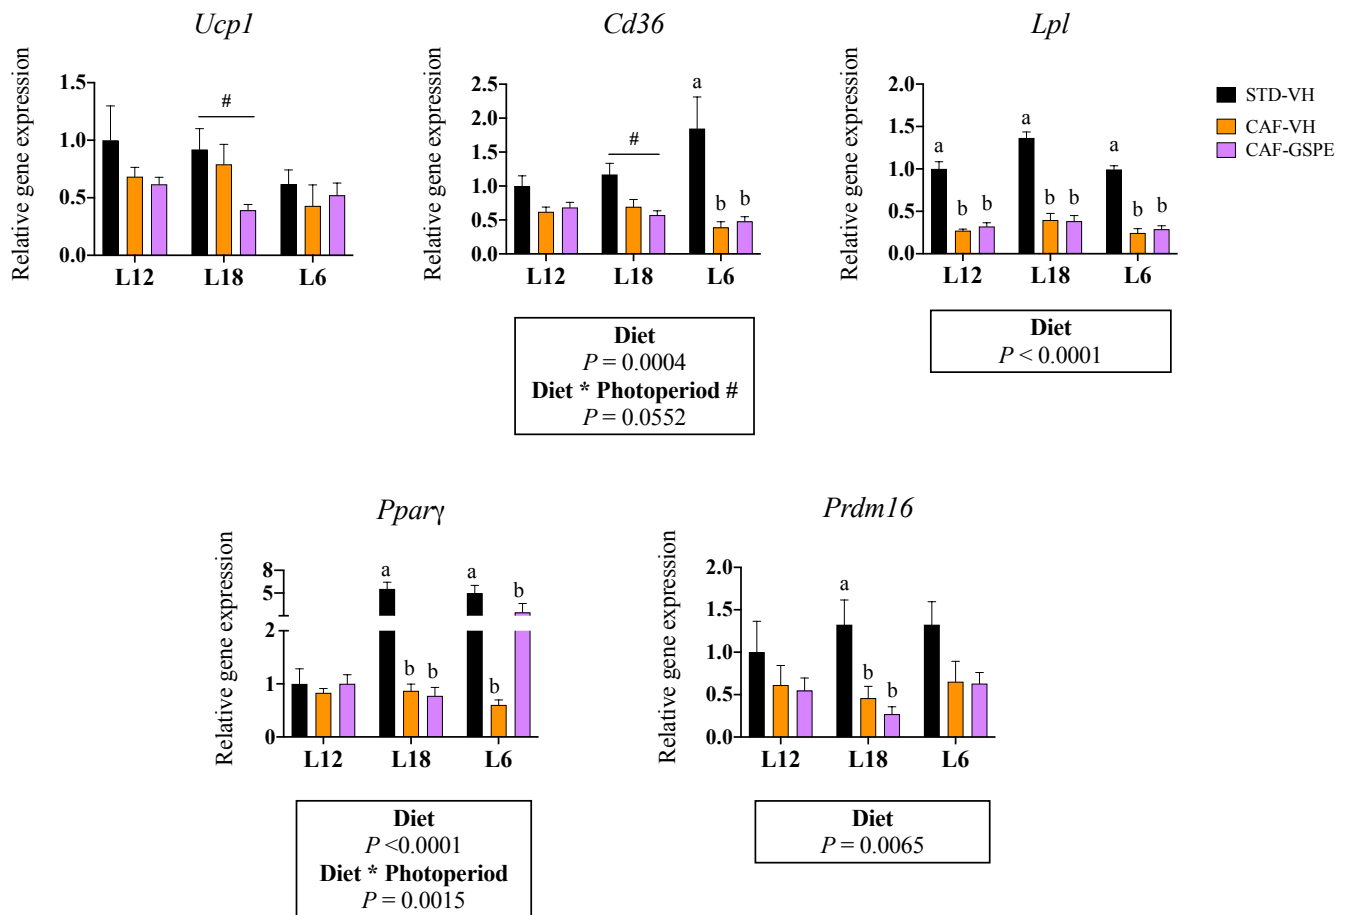 Ucp1
Relative gene expression
1.5
1.0
0.5
0.0
#
L12 L18 L6
Cd36
Relative gene expression
2.5
2.0
1.5
1.0
0.5
0.0
#
a
b b
L12 L18 L6
Diet
P = 0.0004
Diet * Photoperiod #
P = 0.0552
Lpl
Relative gene expression
2.0
1.5
1.0
0.5
0.0
a
b b
a
b b
a
b b
L12 L18 L6
Diet
P < 0.0001
STD-VH
CAF-VH
CAF-GSPE
Pparγ
Relative gene expression
8
5
2
1
0
a
b b
a
b
b
L12 L18 L6
Diet
P <0.0001
Diet * Photoperiod
P = 0.0015
Prdm16
Relative gene expression
2.0
1.5
1.0
0.5
0.0
a
b
b
L12 L18 L6
Diet
P = 0.0065